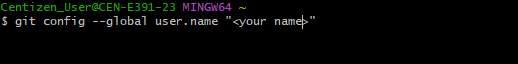 Centizen_User@CEN-E391-23 MINGW64 ~
$ git config --global user.name "<your name>"